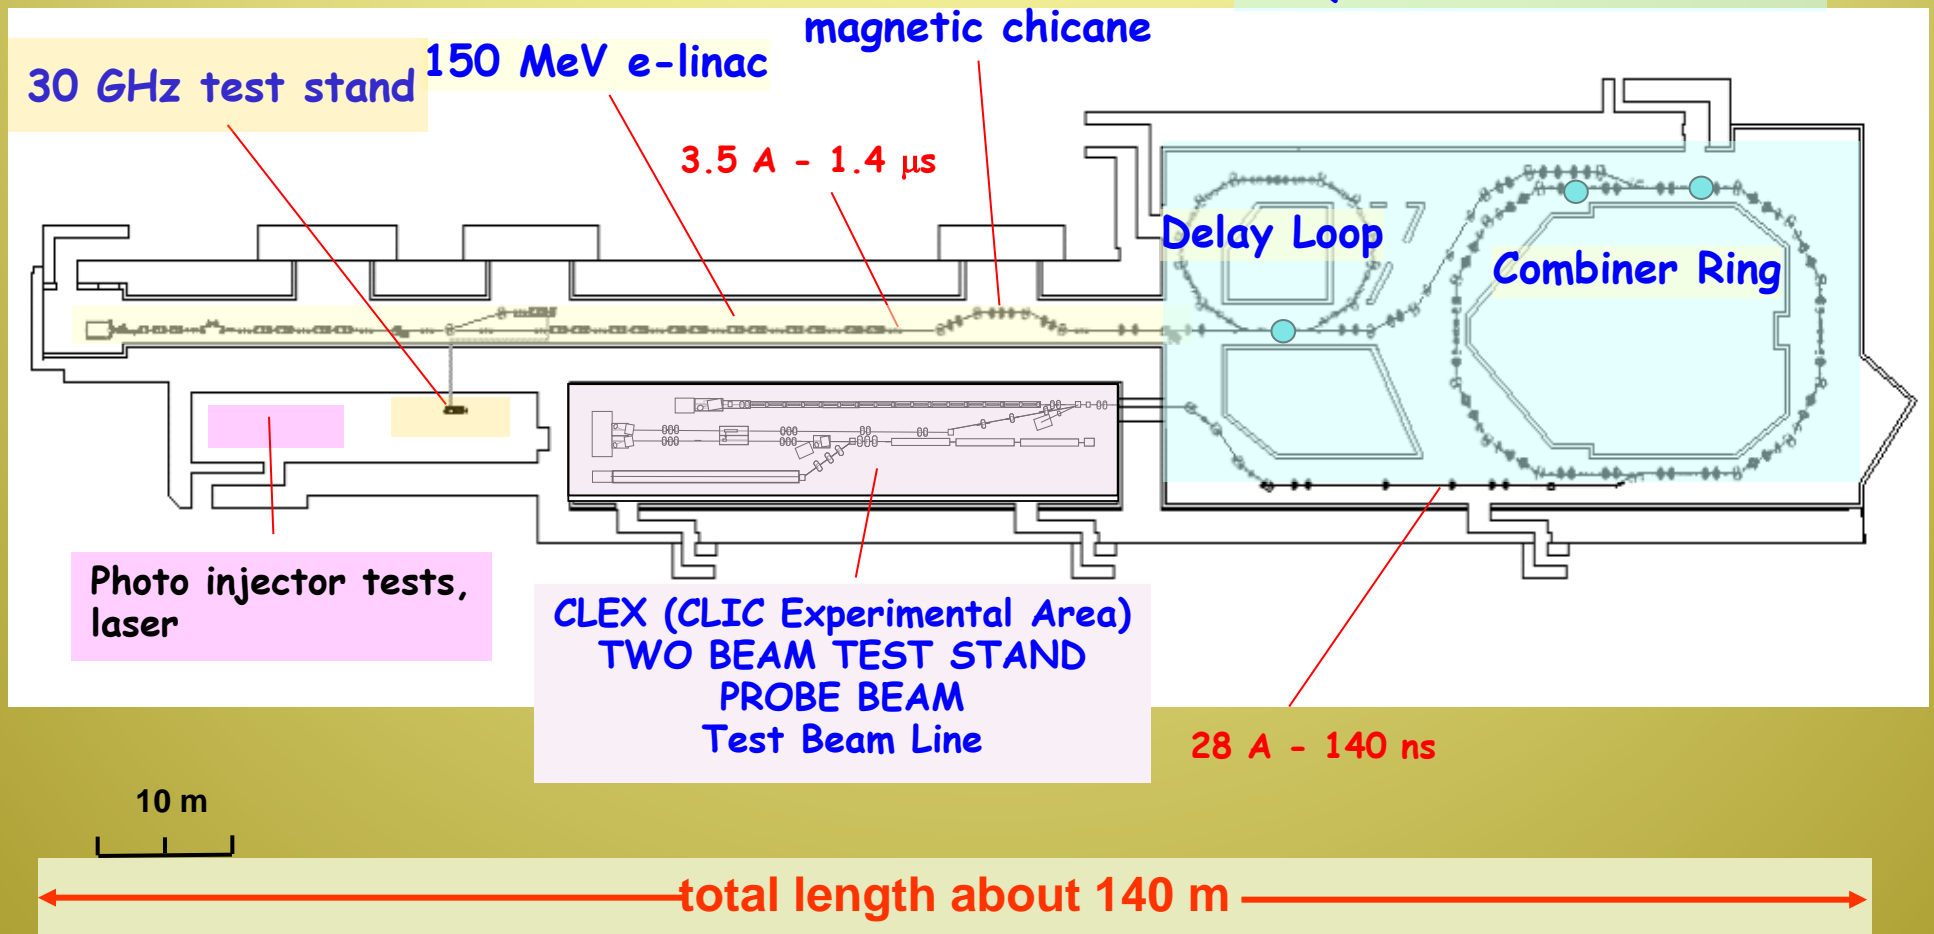 magnetic chicane
150 MeV e-linac
30 GHz test stand
3.5 A - 1.4 μs
Delay Loop
Combiner Ring
Photo injector tests,
laser
CLEX (CLIC Experimental Area)
TWO BEAM TEST STAND
PROBE BEAM
Test Beam Line
28 A - 140 ns
10 m
total length about 140 m